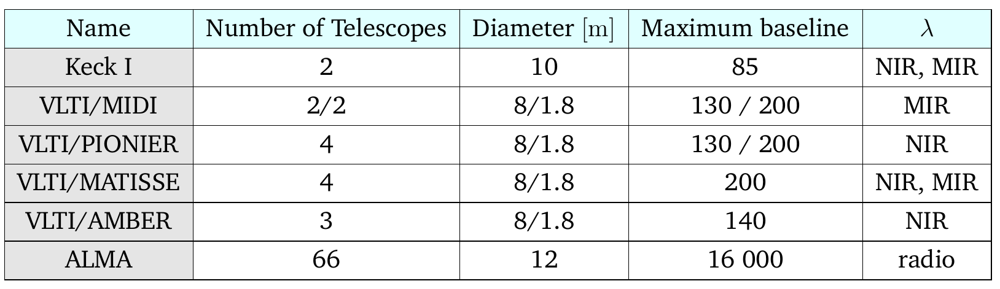 Name Number of Telescopes Diameter [m] Maximum baseline λ
Keck I 2 10 85 NIR, MIR
VLTI/MIDI 2/2 8/1.8 130 / 200 MIR
VLTI/PIONIER 4 8/1.8 130 / 200 NIR
VLTI/MATISSE 4 8/1.8 200 NIR, MIR
VLTI/AMBER 3 8/1.8 140 NIR
ALMA 66 12 16 000 radio